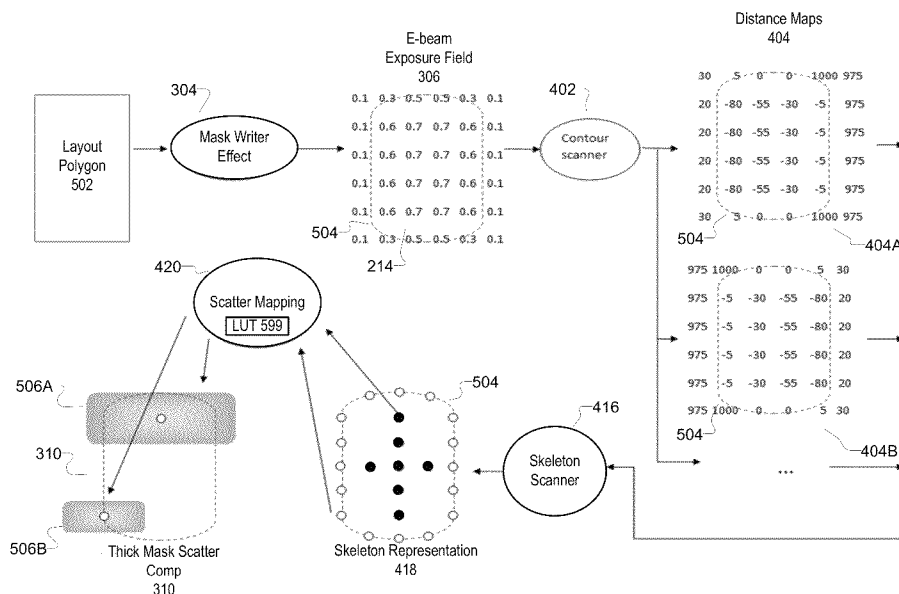 Distance Maps
404
E-beam
Exposure Field
306
304
402
Layout
Polygon
502
Mask Writer
Effect
Contour
scanner
0.1 0.3 0.5 0.5 0.3 0.1
0.1 0.6 0.7 0.7 0.6 0.1
0.1 0.6 0.7 0.7 0.6 0.1
0.1 0.6 0.7 0.7 0.6 0.1
0.1 0.6 0.7 0.7 0.6 0.1
0.1 0.3 0.5 0.5 0.3 0.1
504
214
30 5 0 0 1000 975
20 -80 -55 -30 -5 975
20 -80 -55 -30 -5 975
20 -80 -55 -30 -5 975
20 -80 -55 -30 -5 975
30 5 0 0 1000 975
504
404A
975 1000 0 0 5 30
975 -5 -30 -55 -80 20
975 -5 -30 -55 -80 20
975 -5 -30 -55 -80 20
975 -5 -30 -55 -80 20
975 1000 0 0 5 30
504
404B
...
420
Scatter Mapping
LUT 599
506A
310
506B
Thick Mask Scatter
Comp
310
504
Skeleton Representation
418
416
Skeleton
Scanner